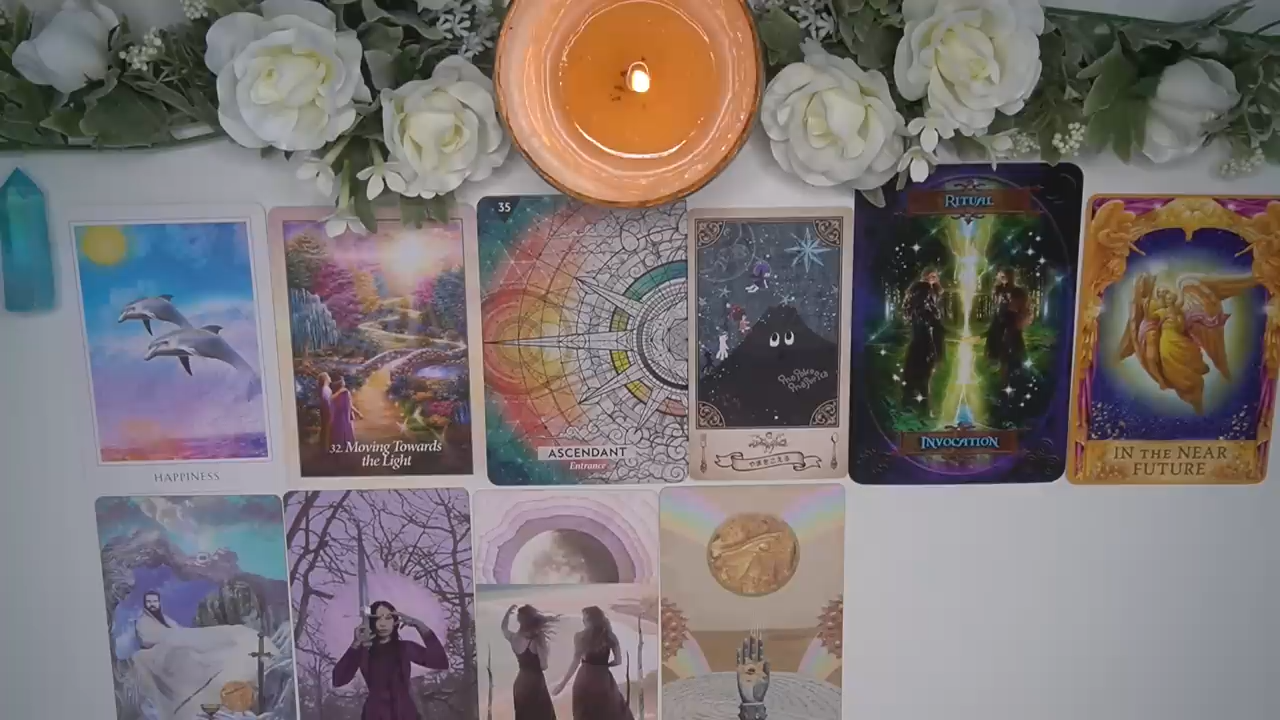 HAPPINESS
32. Moving Towards
the Light
35
ASCENDANT
Entrance
RITUAL
INVOCATION
IN THE NEAR
FUTURE